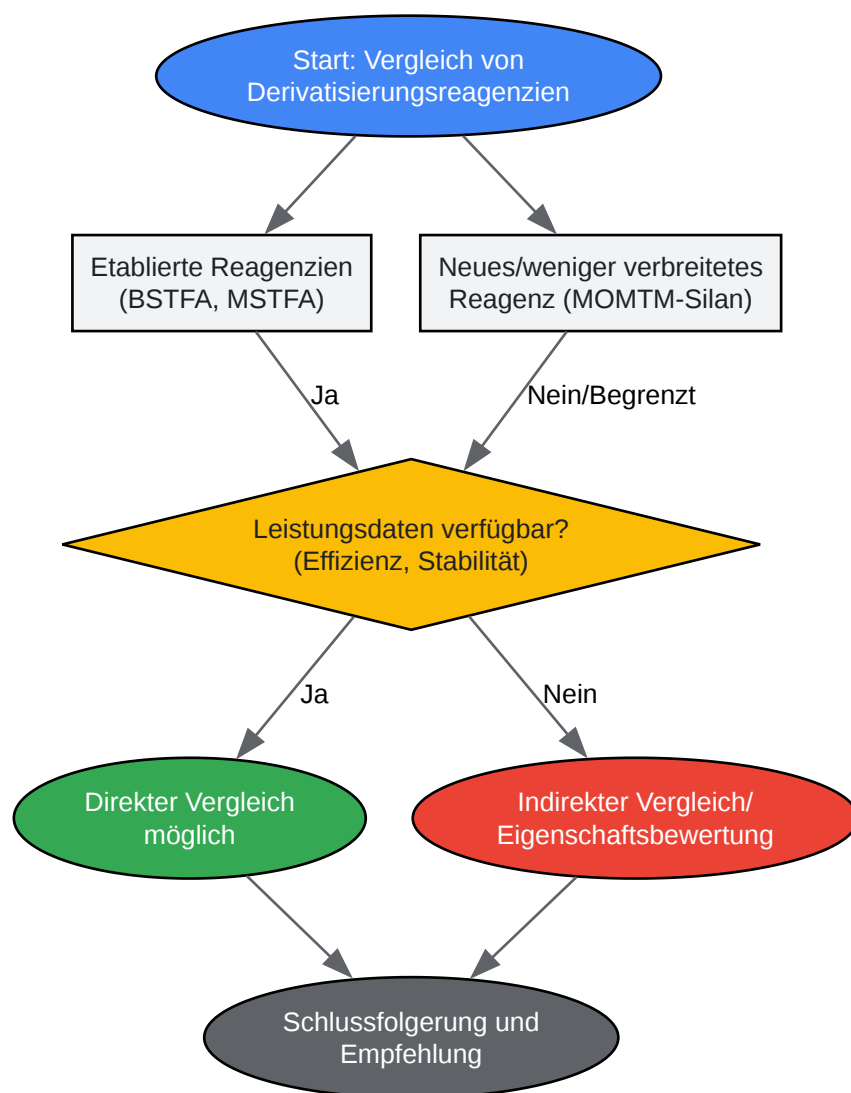 Start: Vergleich von
Derivatisierungsreagenzien
Etablierte Reagenzien
(BSTFA, MSTFA)
Neues/weniger verbreitetes
Reagenz (MOMTM-Silan)
Ja
Nein/Begrenzt
Leistungsdaten verfügbar?
(Effizienz, Stabilität)
Ja
Nein
Direkter Vergleich
möglich
Indirekter Vergleich/
Eigenschaftsbewertung
Schlussfolgerung und
Empfehlung